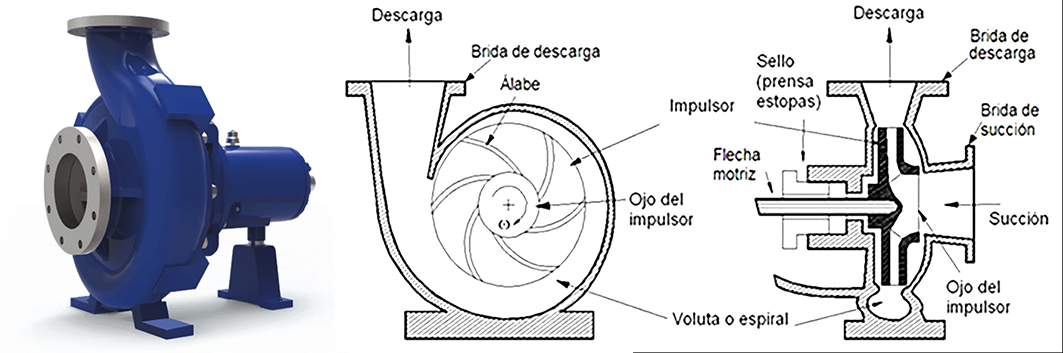 Descarga
Brida de descarga
Álabe
Impulsor
Ojo del
impulsor
ω
Voluta o espiral
Descarga
Brida de
descarga
Sello
(prensa
estopas)
Brida de
succión
Flecha
motriz
Succión
Ojo del
impulsor